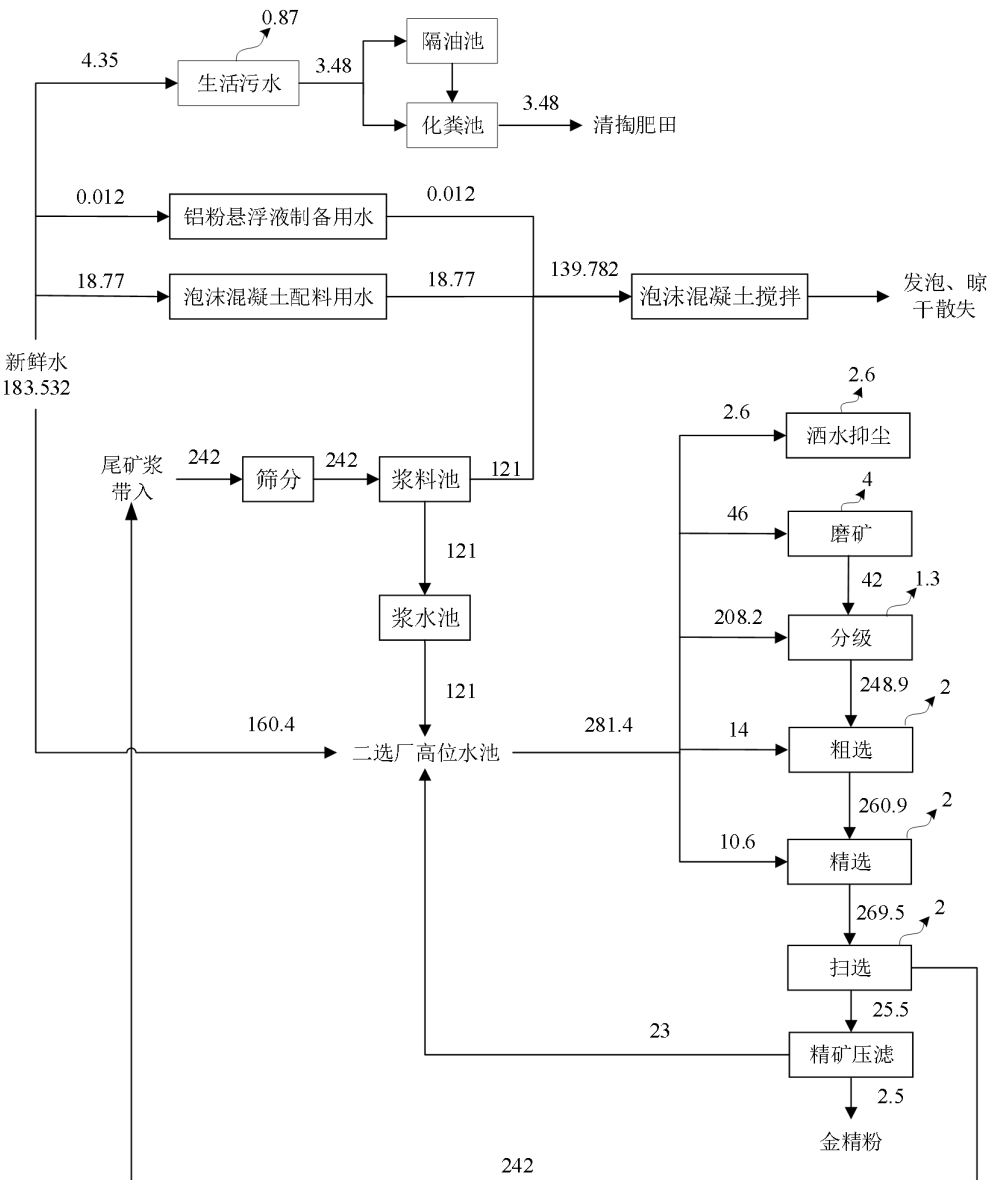 0.87
4.35
生活污水
3.48
隔油池
化粪池
3.48
清掏肥田
0.012
铝粉悬浮液制备用水
0.012
18.77
泡沫混凝土配料用水
18.77
139.782
泡沫混凝土搅拌
发泡、晾
干散失
新鲜水
183.532
2.6
2.6
洒水抑尘
尾矿浆
带入
242
筛分
242
浆料池
121
46
4
磨矿
121
42
1.3
浆水池
208.2
分级
121
248.9
160.4
二选厂高位水池
281.4
14
2
粗选
260.9
10.6
2
精选
269.5
2
扫选
25.5
23
精矿压滤
2.5
金精粉
242